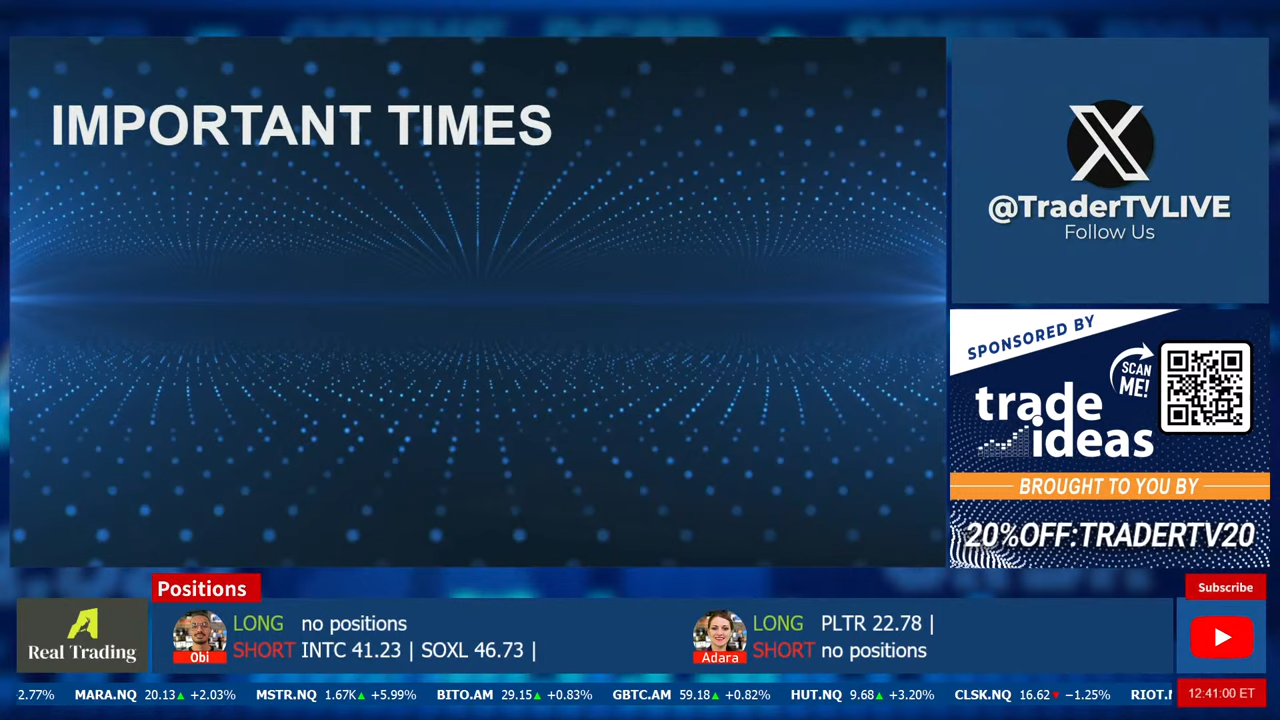 IMPORTANT TIMES
@TraderTVLIVE
Follow Us
SPONSORED BY
SCAN
ME!
trade
ideas
BROUGHT TO YOU BY
20%OFF:TRADERTV20
Positions
Subscribe
Real Trading
Obi
LONG no positions
SHORT INTC 41.23 | SOXL 46.73 |
Adara
LONG PLTR 22.78 |
SHORT no positions
2.77% MARA.NQ 20.13▲ +2.03% MSTR.NQ 1.67K▲ +5.99% BITO.AM 29.15▲ +0.83% GBTC.AM 59.18▲ +0.82% HUT.NQ 9.68▲ +3.20% CLSK.NQ 16.62▼ −1.25% RIOT.N
12:41:00 ET